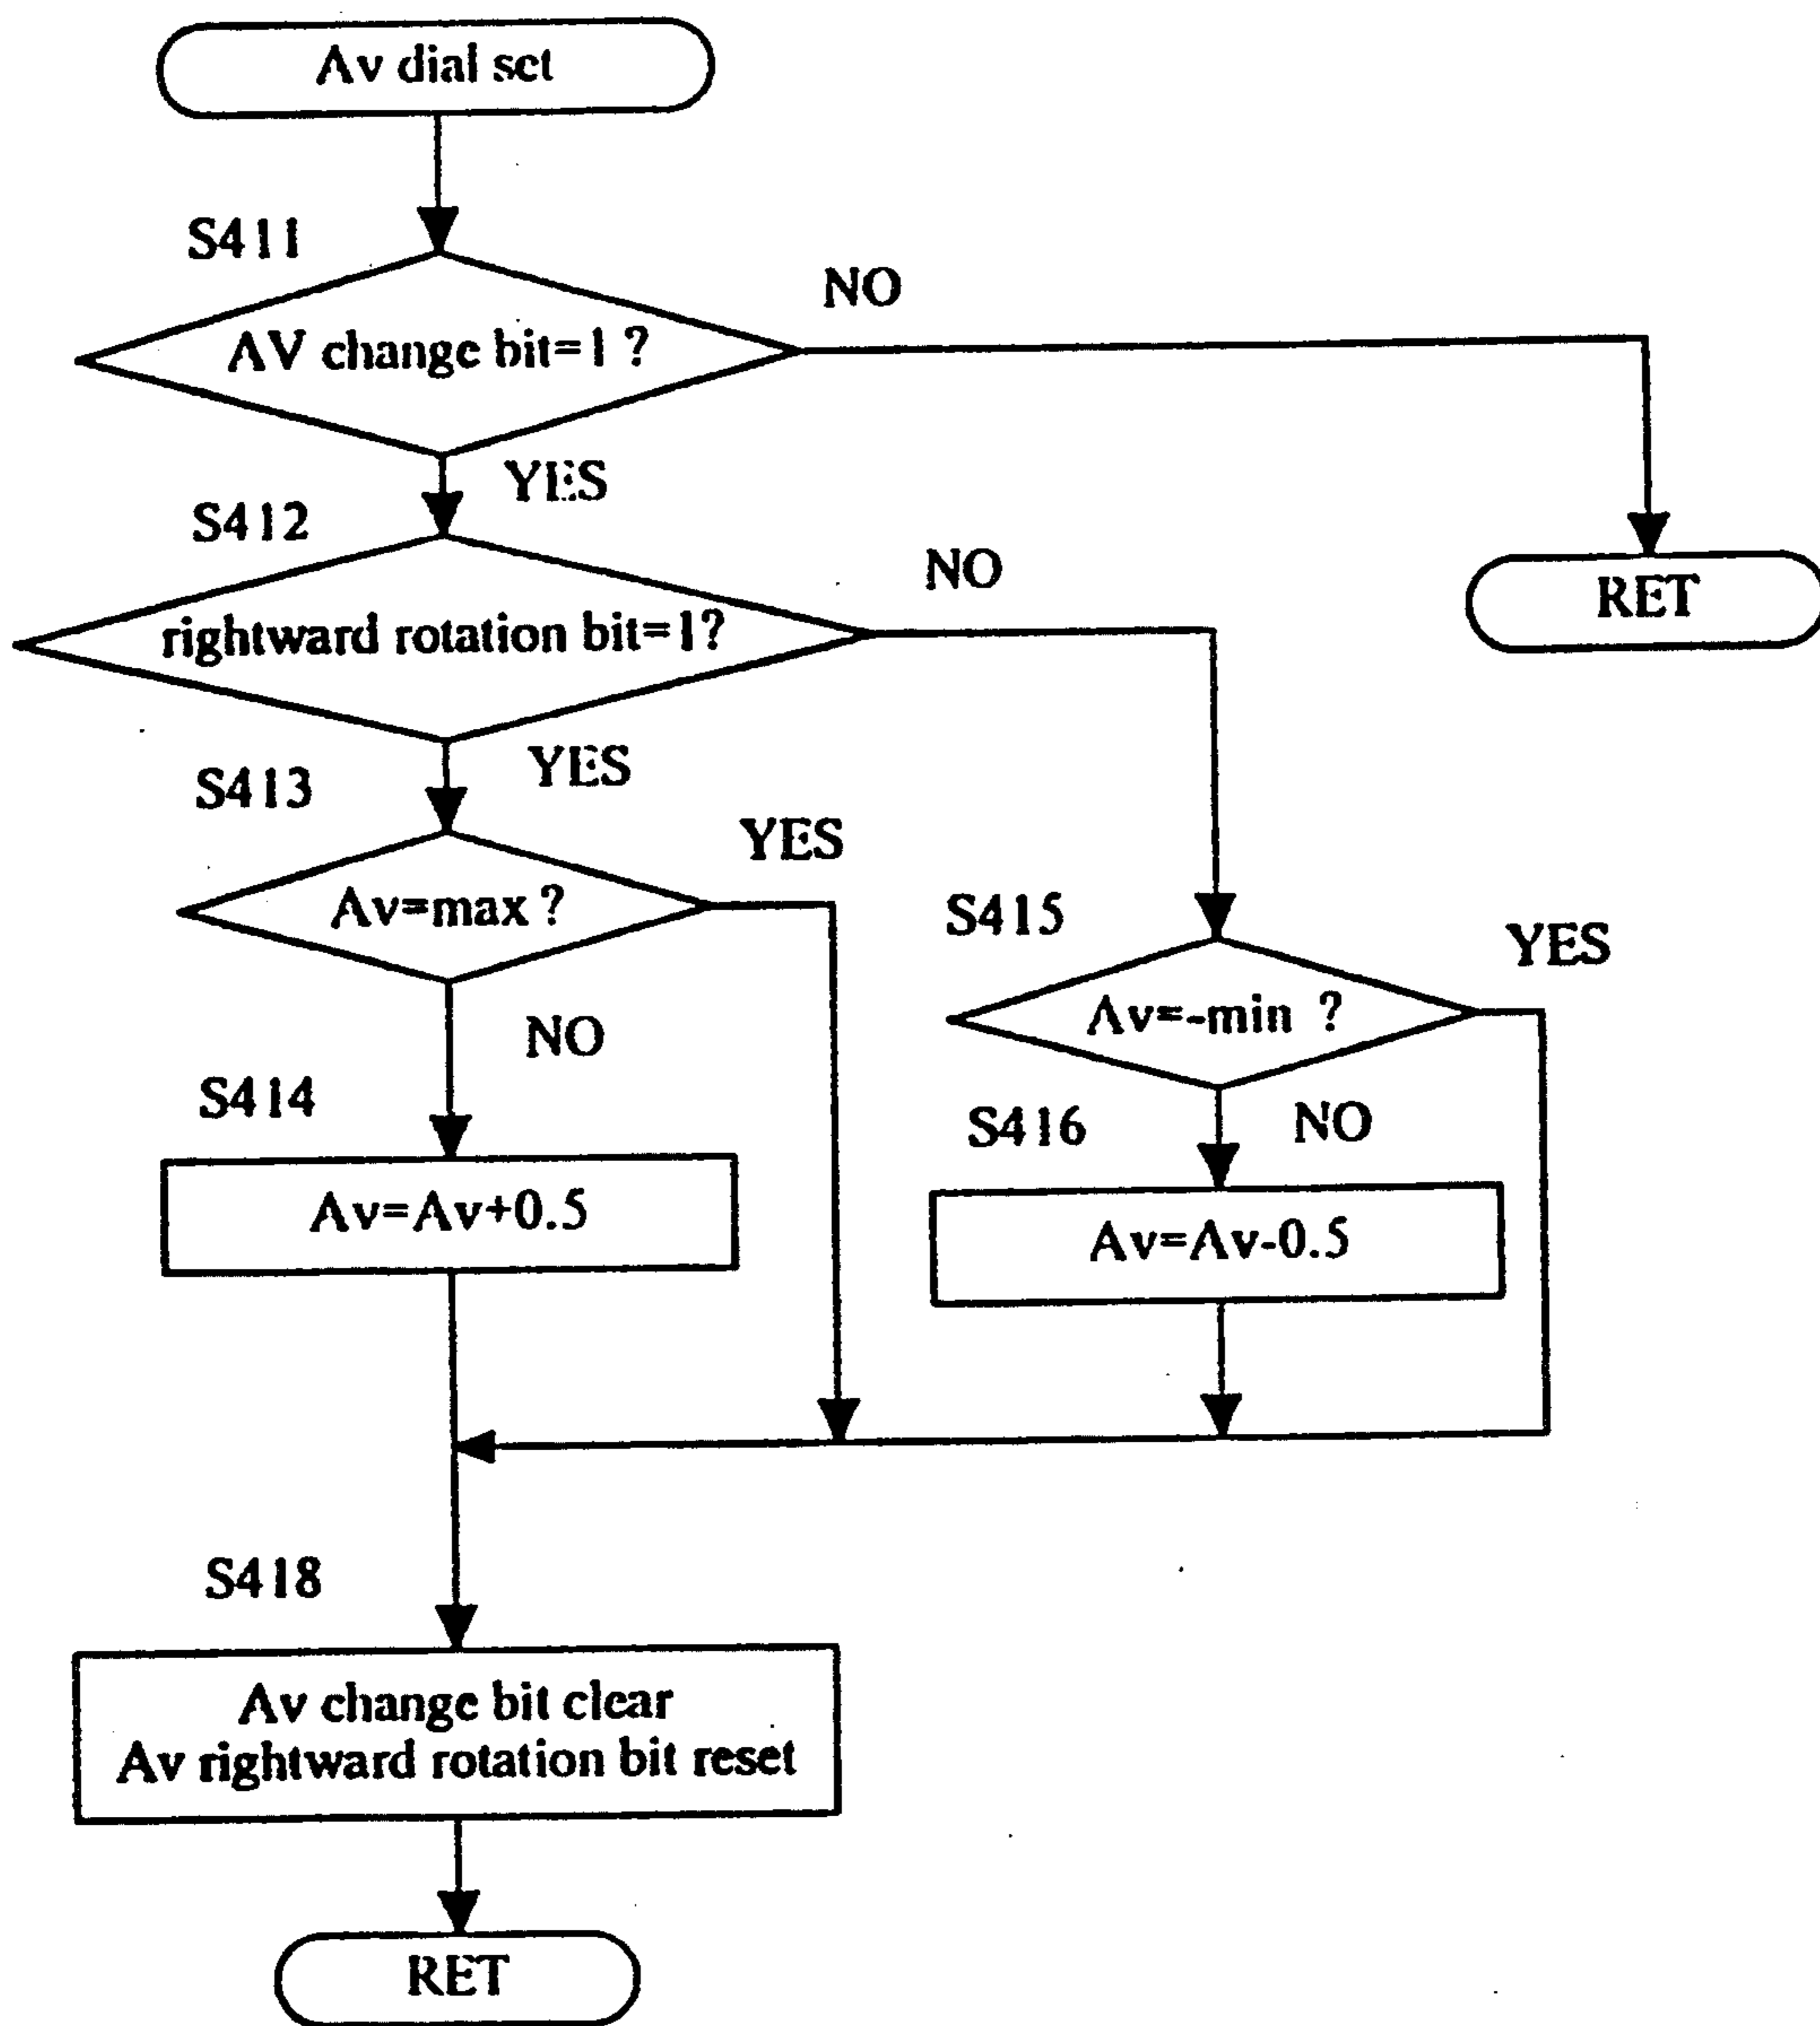 Av dial set
S411
NO
AV change bit=1 ?
YES
S412
NO
RET
rightward rotation bit=1?
YES
S413
YES
Av=max ?
S415
YES
Av=-min ?
NO
S414
S416
NO
Av=Av+0.5
Av=Av-0.5
S418
Av change bit clear
Av rightward rotation bit reset
RET